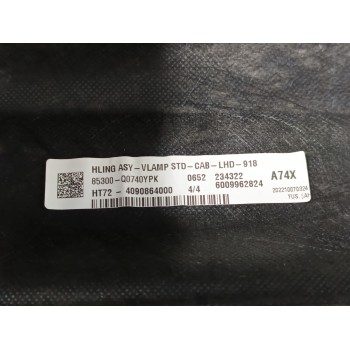 HLING ASY-VLAMP STD-CAB-LHD-918
85300-Q0740YPK 0652 234322 A74X
HT72- 4090864000 4/4 6009962824